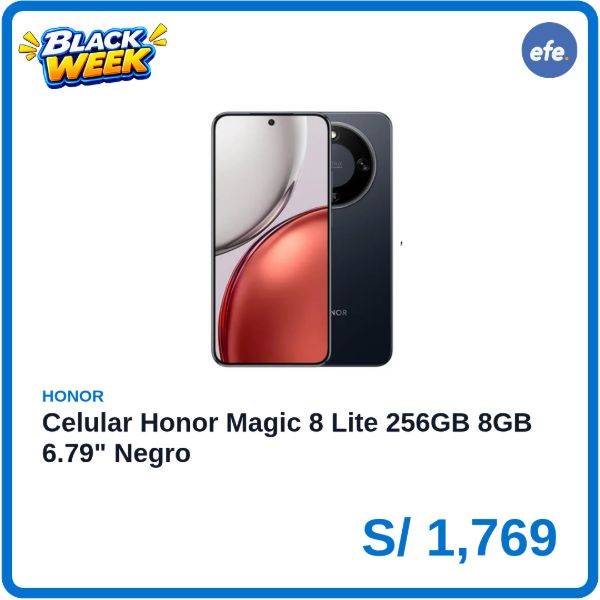 BLACK
WEEK
efe.
HONOR
Celular Honor Magic 8 Lite 256GB 8GB
6.79" Negro
S/ 1,769